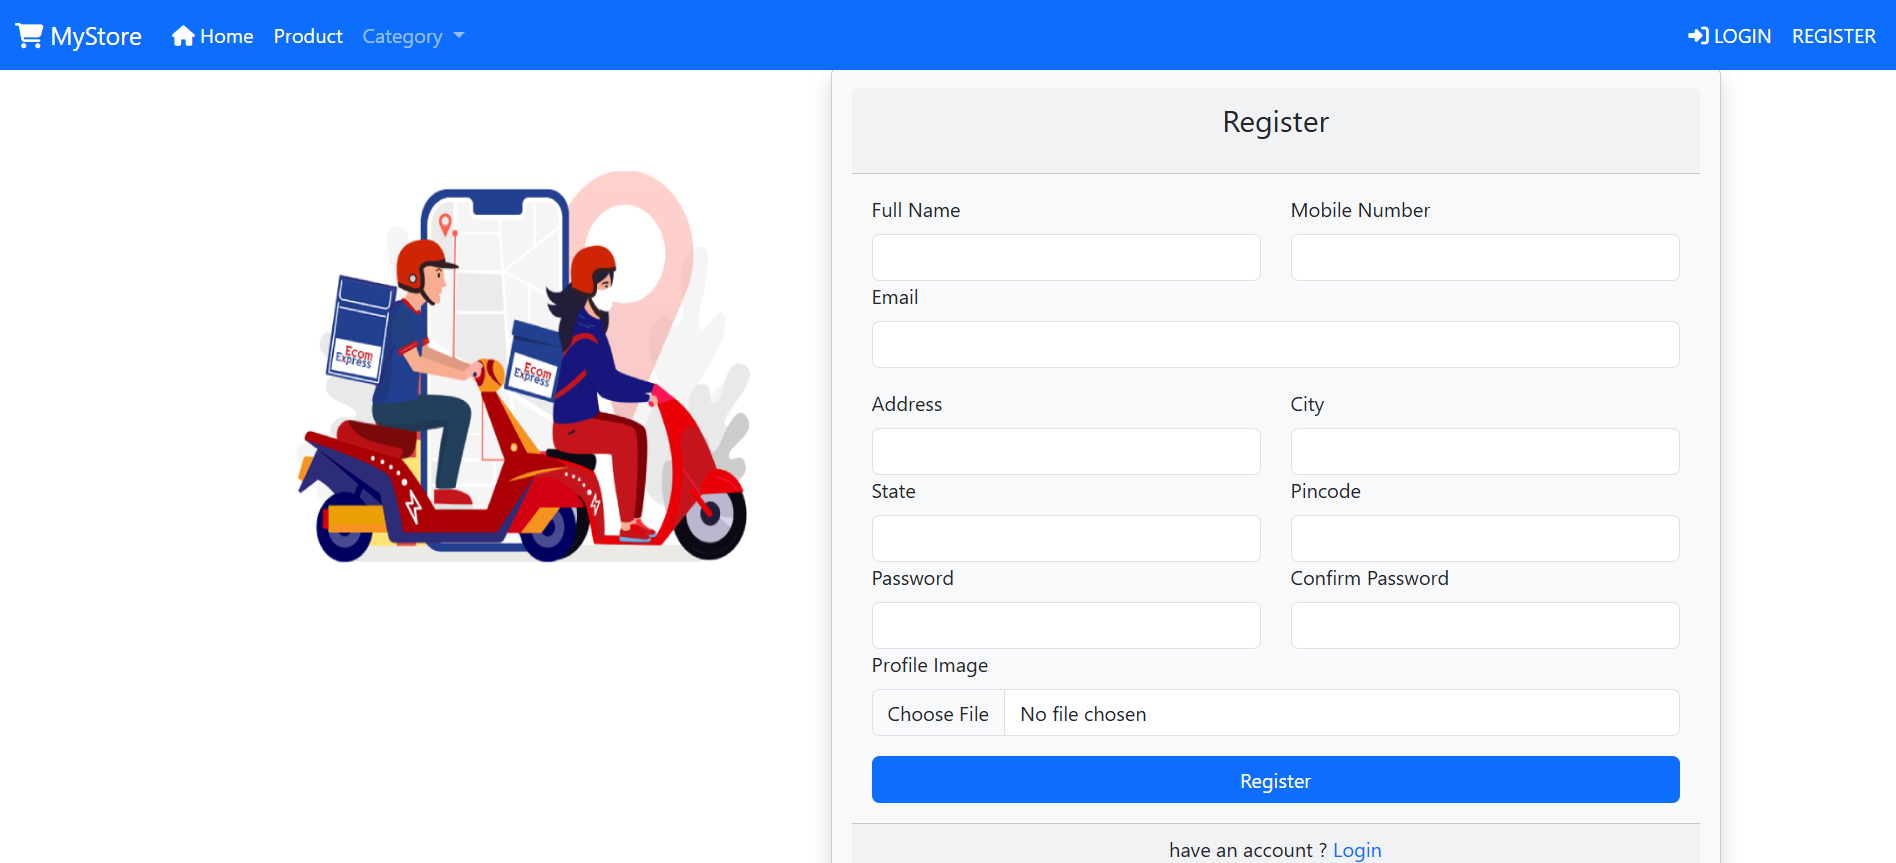 MyStore Home Product Category LOGIN REGISTER
Register
Full Name Mobile Number
Email
Address City
State Pincode
Password Confirm Password
Profile Image
Choose File No file chosen
Register
have an account ? Login
Ecom
Express
Ecom
Express